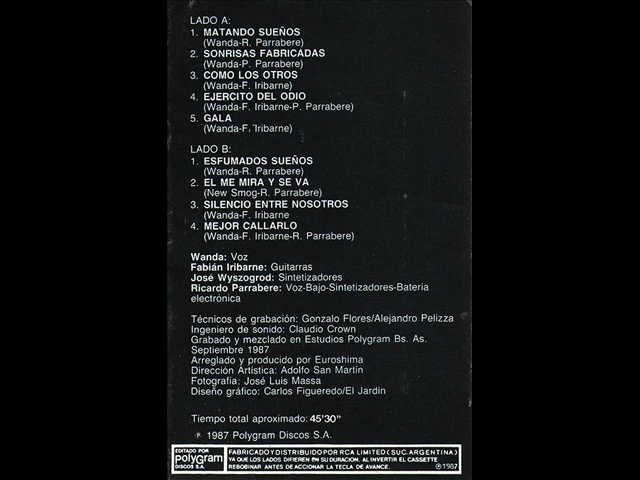 LADO A:
1. MATANDO SUEÑOS
(Wanda-R. Parrabere)
2. SONRISAS FABRICADAS
(Wanda-P. Parrabere)
3. COMO LOS OTROS
(Wanda-F. Iribarne)
4. EJERCITO DEL ODIO
(Wanda-F. Iribarne-P. Parrabere)
5. GALA
(Wanda-F. Iribarne)
LADO B:
1. ESFUMADOS SUEÑOS
(Wanda-R. Parrabere)
2. EL ME MIRA Y SE VA
(New Smog-R. Parrabere)
3. SILENCIO ENTRE NOSOTROS
(Wanda-F. Iribarne
4. MEJOR CALLARLO
(Wanda-F. Iribarne-R. Parrabere)
Wanda: Voz
Fabián Iribarne: Guitarras
José Wyszogrod: Sintetizadores
Ricardo Parrabere: Voz-Bajo-Sintetizadores-Batería
electrónica
Técnicos de grabación: Gonzalo Flores/Alejandro Pelizza
Ingeniero de sonido: Claudio Crown
Grabado y mezclado en Estudios Polygram Bs. As.
Septiembre 1987
Arreglado y producido por Euroshima
Dirección Artística: Adolfo San Martín
Fotografía: José Luis Massa
Diseño gráfico: Carlos Figueredo/El Jardín
Tiempo total aproximado: 45'30"
℗ 1987 Polygram Discos S.A.
EDITADO POR
polyGram
DISCOS S.A.
FABRICADO Y DISTRIBUIDO POR RCA LIMITED (SUC. ARGENTINA)
YA QUE LOS LADOS DIFIEREN EN SU DURACION, AL INVERTIR EL CASSETTE
REBOBINAR ANTES DE ACCIONAR LA TECLA DE AVANCE. ℗ 1987